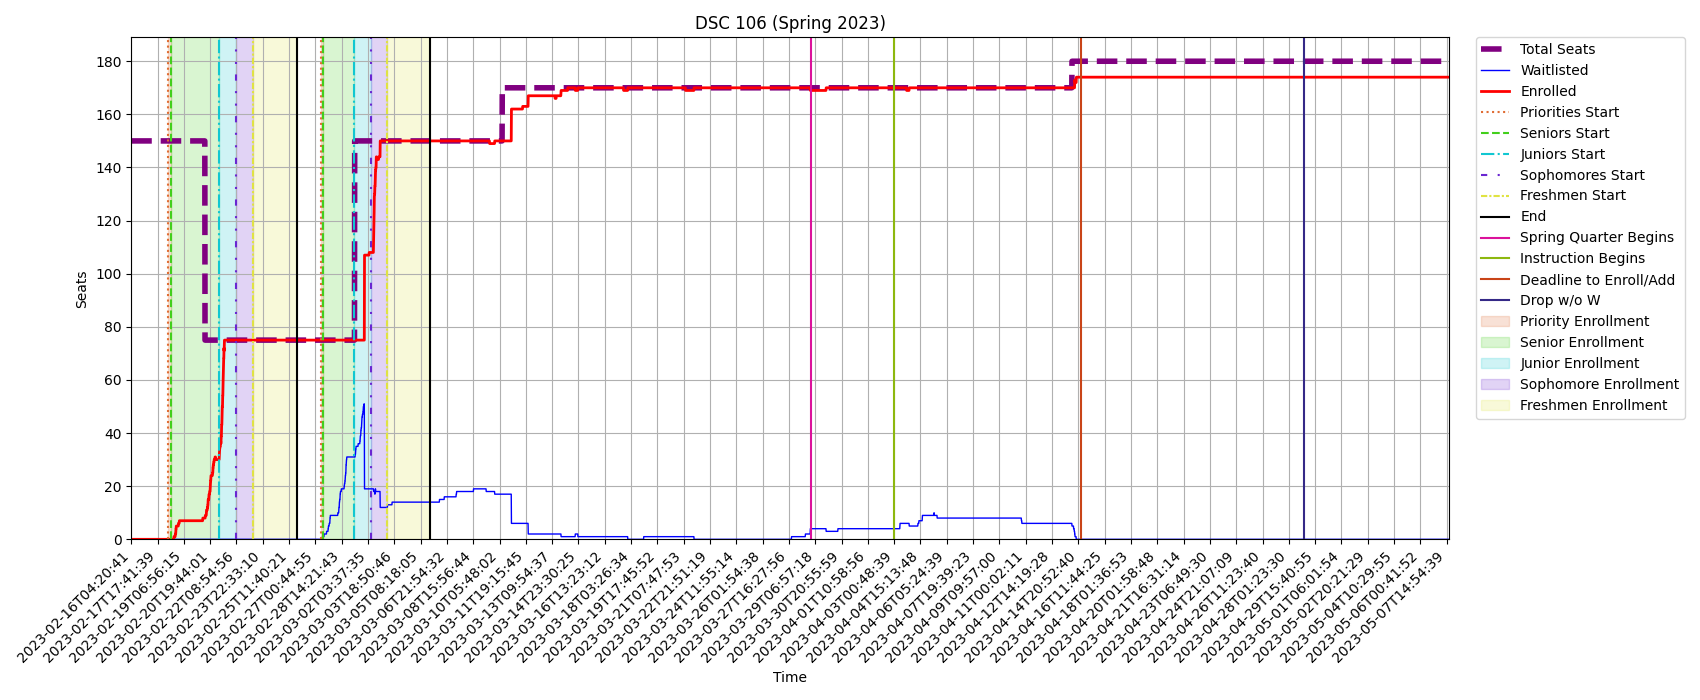 DSC 106 (Spring 2023)
Seats
180
160
140
120
100
80
60
40
20
0
2023-02-16T04:20:41
2023-02-17T17:41:39
2023-02-19T06:56:15
2023-02-20T19:44:01
2023-02-22T08:54:56
2023-02-23T22:33:10
2023-02-25T11:40:21
2023-02-27T00:44:55
2023-02-28T14:21:43
2023-03-02T03:37:35
2023-03-03T18:50:46
2023-03-05T08:18:05
2023-03-06T21:54:32
2023-03-08T15:56:44
2023-03-10T05:48:02
2023-03-11T19:15:45
2023-03-13T09:54:37
2023-03-14T23:30:25
2023-03-16T13:23:12
2023-03-18T03:26:34
2023-03-19T17:45:52
2023-03-21T07:47:53
2023-03-22T21:51:19
2023-03-24T11:55:14
2023-03-26T01:54:38
2023-03-27T16:27:56
2023-03-29T06:57:18
2023-03-30T20:55:59
2023-04-01T10:58:56
2023-04-03T00:48:39
2023-04-04T15:13:48
2023-04-06T05:24:39
2023-04-07T19:39:23
2023-04-09T09:57:00
2023-04-11T00:02:11
2023-04-12T14:19:28
2023-04-14T20:52:40
2023-04-16T11:44:25
2023-04-18T01:36:53
2023-04-20T01:58:48
2023-04-21T16:31:14
2023-04-23T06:49:30
2023-04-24T21:07:09
2023-04-26T11:23:40
2023-04-28T01:23:30
2023-04-29T15:40:55
2023-05-01T06:01:54
2023-05-02T20:21:29
2023-05-04T10:29:55
2023-05-06T00:41:52
2023-05-07T14:54:39
Time
Total Seats
Waitlisted
Enrolled
Priorities Start
Seniors Start
Juniors Start
Sophomores Start
Freshmen Start
End
Spring Quarter Begins
Instruction Begins
Deadline to Enroll/Add
Drop w/o W
Priority Enrollment
Senior Enrollment
Junior Enrollment
Sophomore Enrollment
Freshmen Enrollment